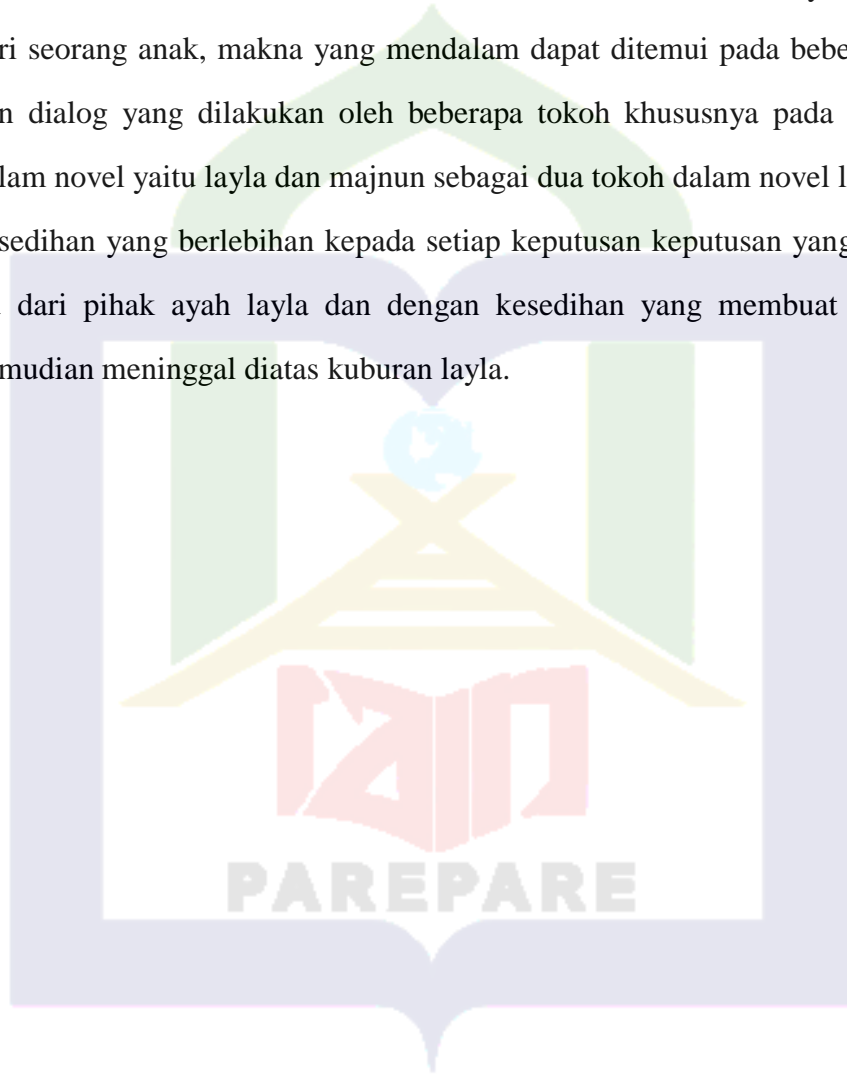 ri seorang anak, makna yang mendalam dapat ditemui pada bebe
n dialog yang dilakukan oleh beberapa tokoh khususnya pada
lam novel yaitu layla dan majnun sebagai dua tokoh dalam novel l
sedihan yang berlebihan kepada setiap keputusan keputusan yang
dari pihak ayah layla dan dengan kesedihan yang membuat
mudian meninggal diatas kuburan layla.
iain
PAREPARE